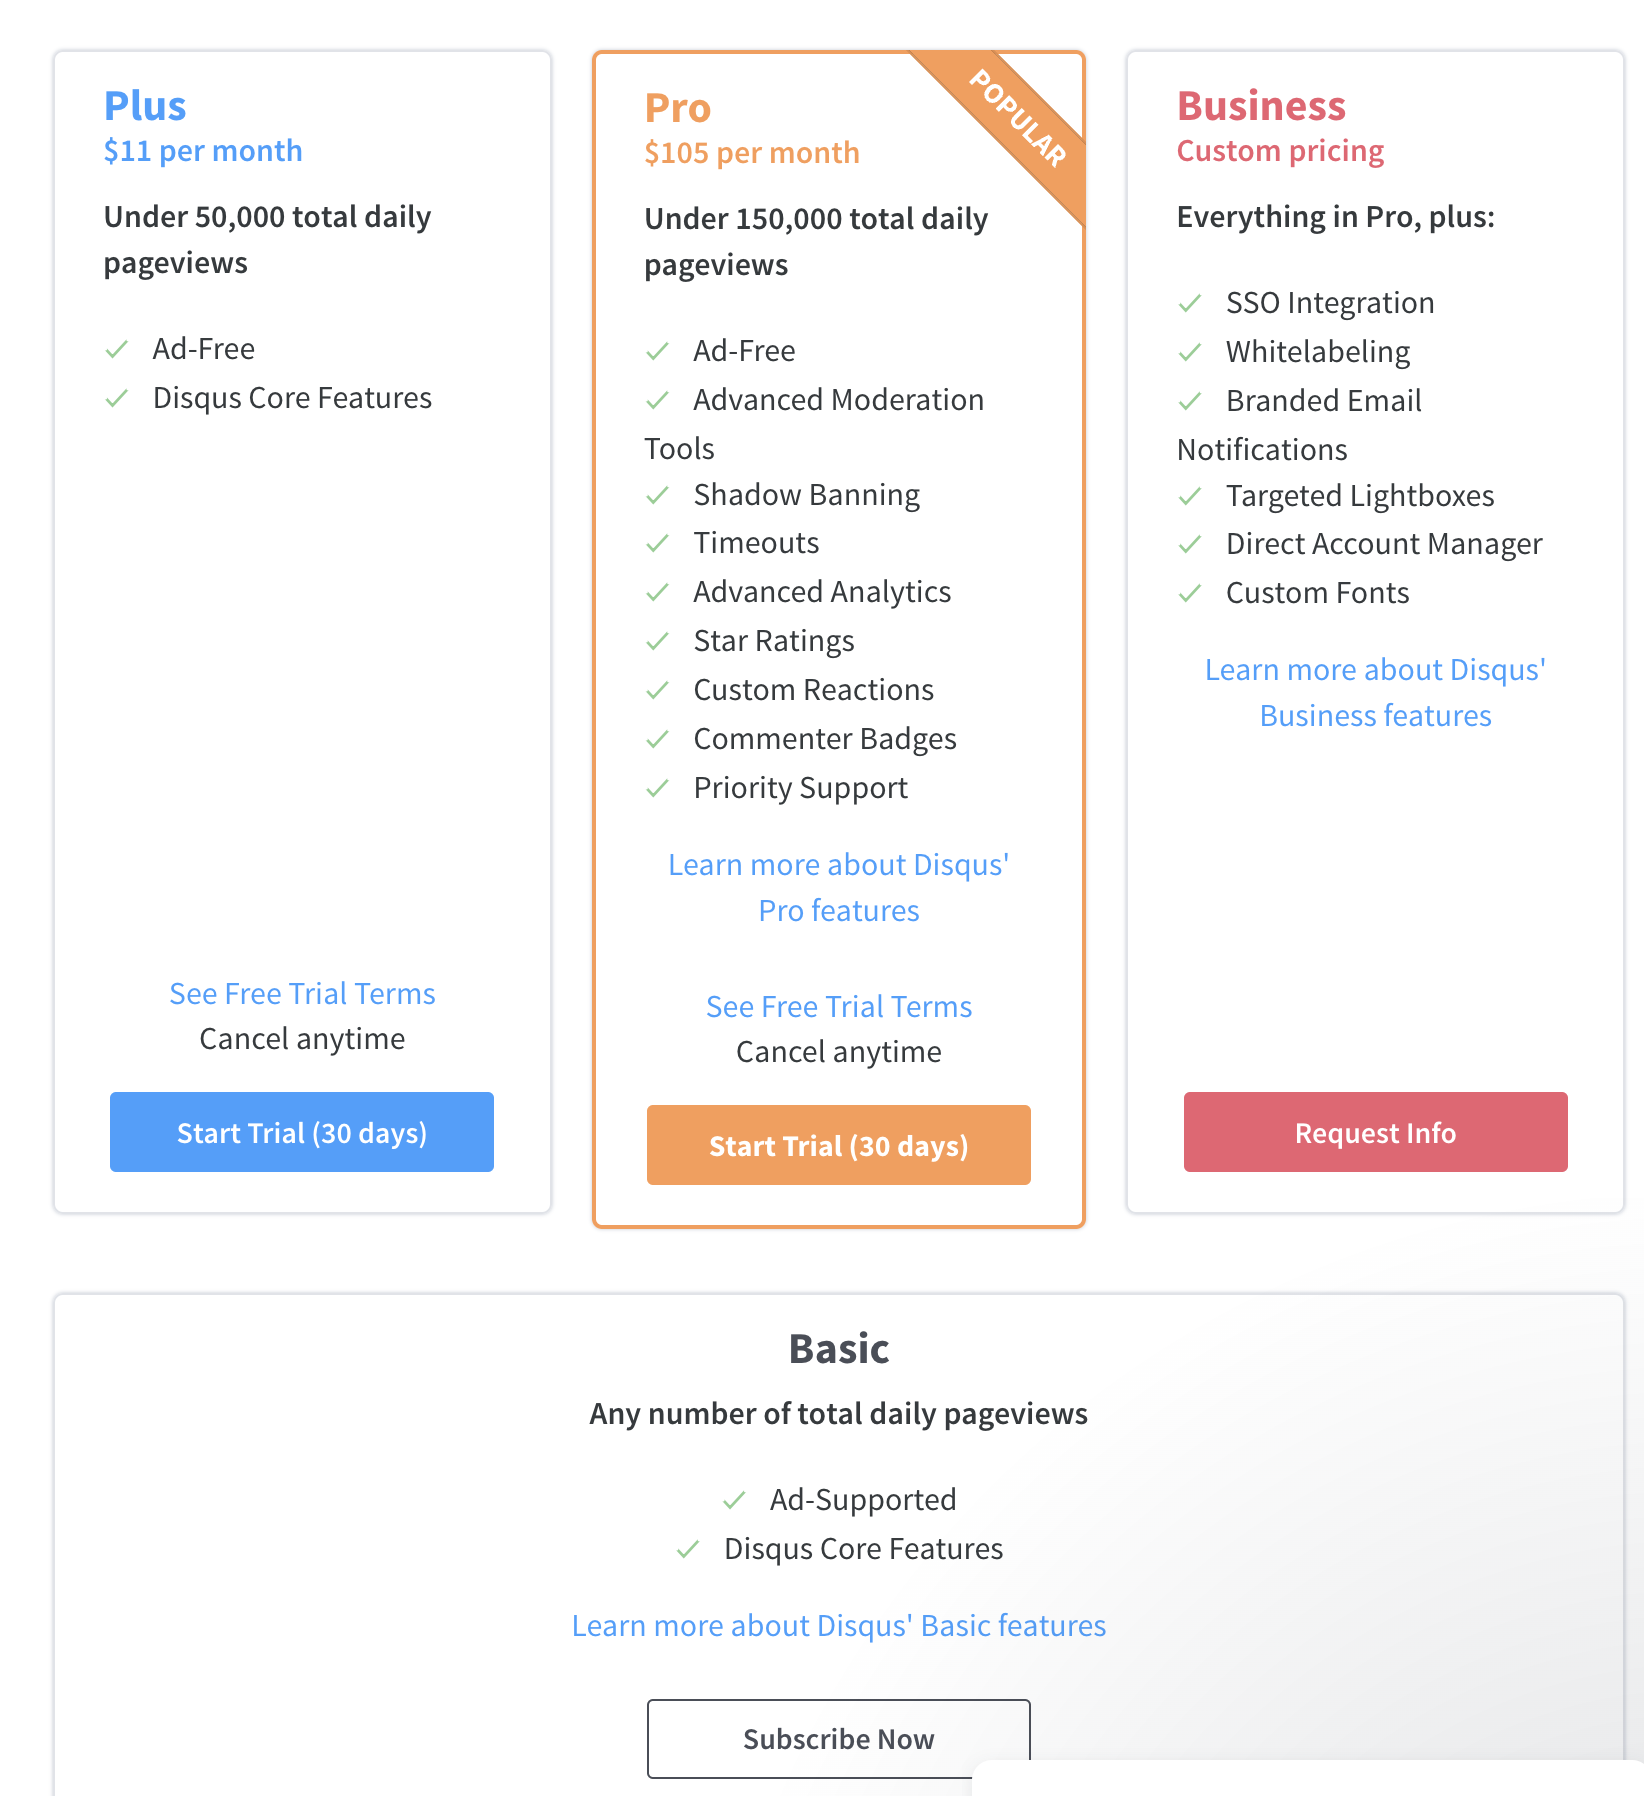 Plus
$11 per month
Under 50,000 total daily
pageviews
Ad-Free
Disqus Core Features
See Free Trial Terms
Cancel anytime
Start Trial (30 days)
POPULAR
Pro
$105 per month
Under 150,000 total daily
pageviews
Ad-Free
Advanced Moderation
Tools
Shadow Banning
Timeouts
Advanced Analytics
Star Ratings
Custom Reactions
Commenter Badges
Priority Support
Learn more about Disqus'
Pro features
See Free Trial Terms
Cancel anytime
Start Trial (30 days)
Business
Custom pricing
Everything in Pro, plus:
SSO Integration
Whitelabeling
Branded Email
Notifications
Targeted Lightboxes
Direct Account Manager
Custom Fonts
Learn more about Disqus'
Business features
Request Info
Basic
Any number of total daily pageviews
Ad-Supported
Disqus Core Features
Learn more about Disqus' Basic features
Subscribe Now